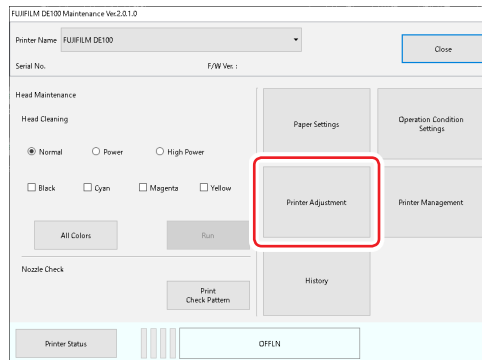 FUJIFILM DE100 Maintenance Ver.2.0.1.0
Printer Name FUJIFILM DE100
Close
Serial No. F/W Ver. :
Head Maintenance
Head Cleaning
Normal Power High Power
Black Cyan Magenta Yellow
All Colors Run
Nozzle Check
Print
Check Pattern
Paper Settings
Operation Condition
Settings
Printer Adjustment
Printer Management
History
Printer Status
OFFLN